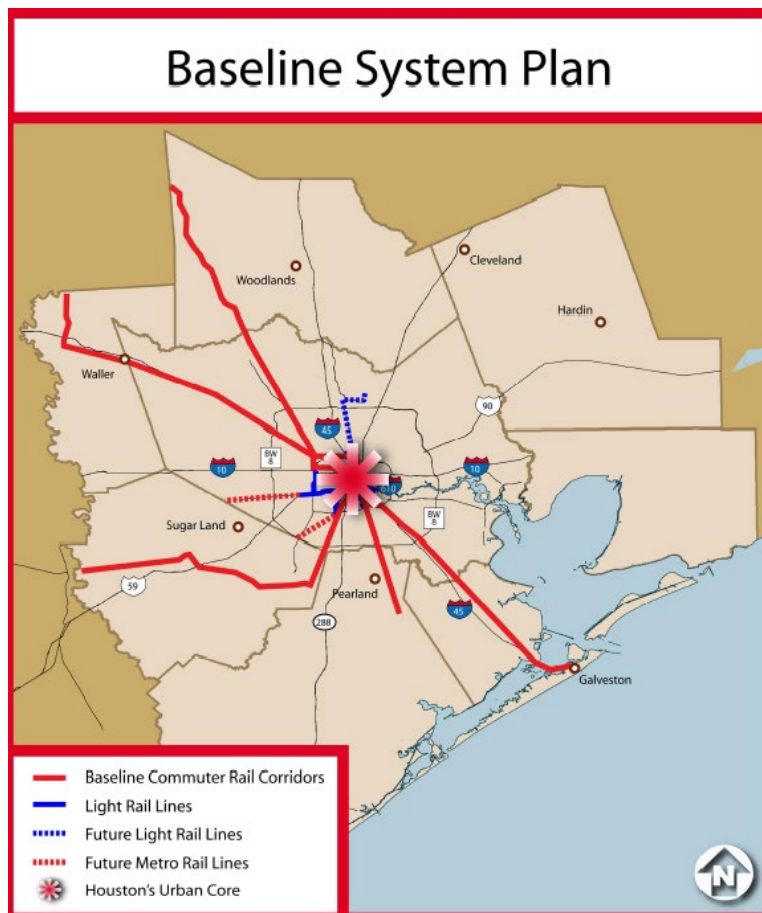 Baseline System Plan
Woodlands
Cleveland
Hardin
Waller
90
45
BW
8
10
10
610
BW
8
Sugar Land
59
Pearland
288
45
Galveston
Baseline Commuter Rail Corridors
Light Rail Lines
Future Light Rail Lines
Future Metro Rail Lines
Houston's Urban Core
N